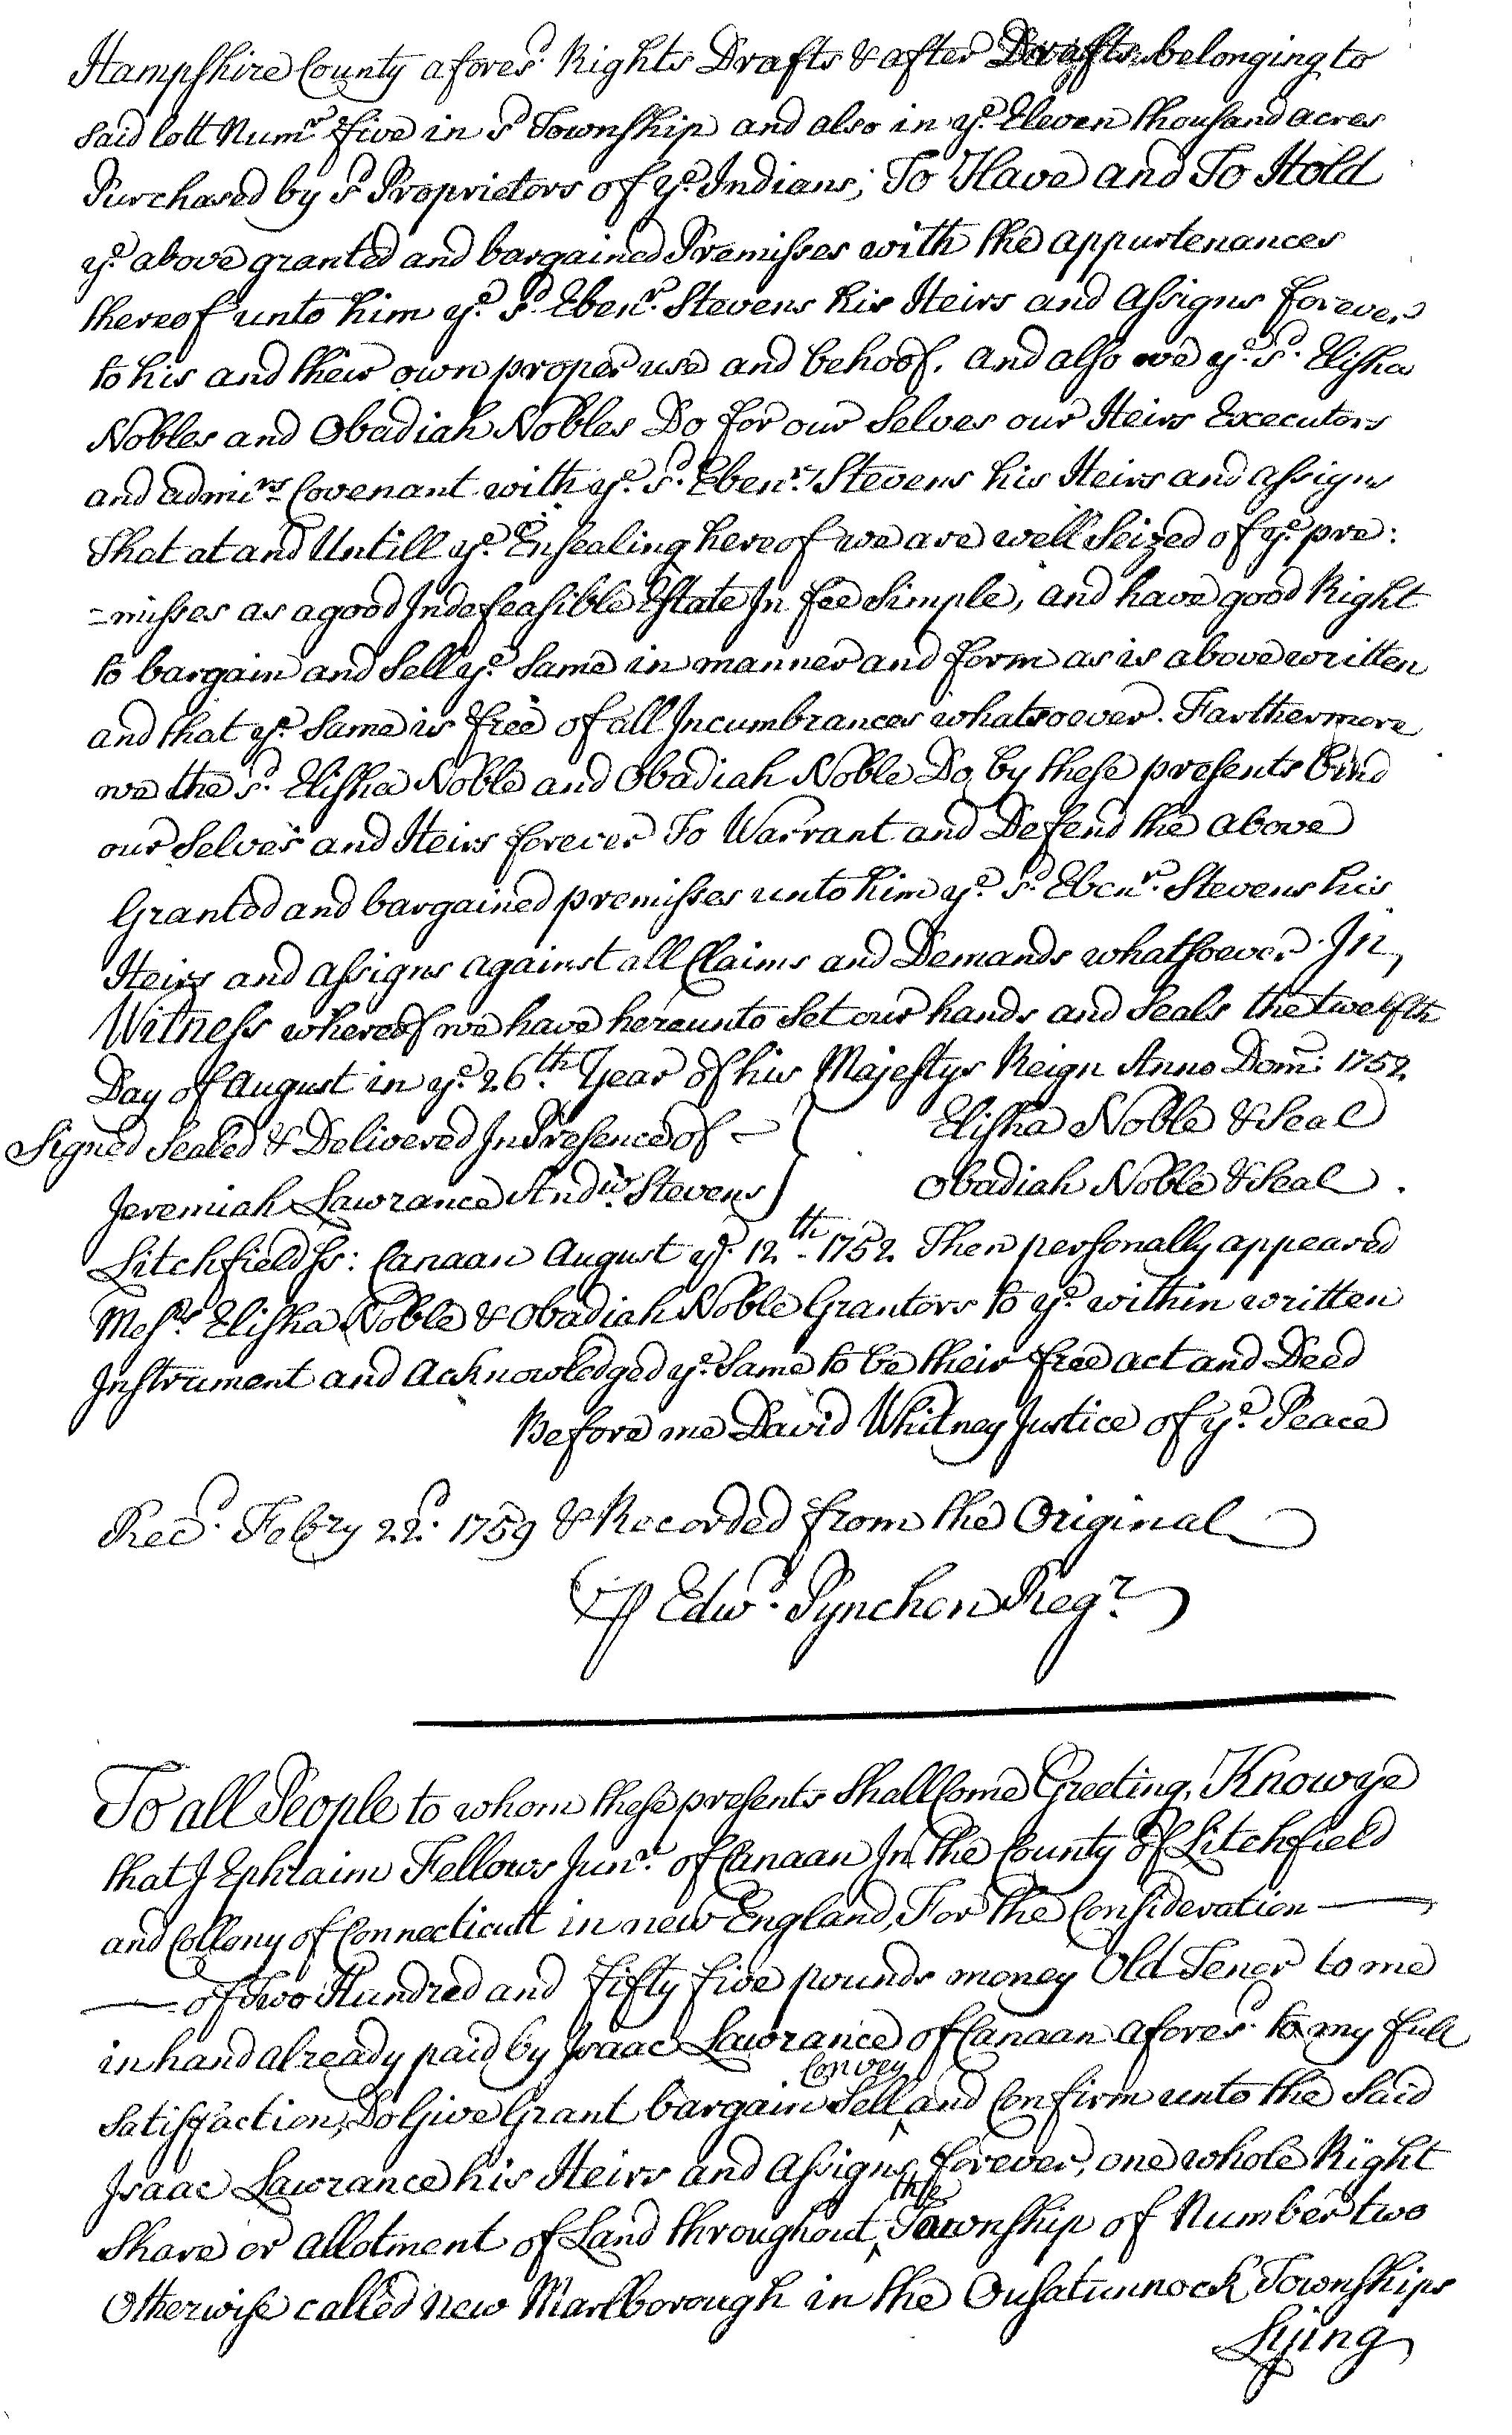 Hampshire County afores.d Rights Drafts & after Drafts belonging to
said lott Num.r five in s.d Township and also in y.e Eleven thousand acres
Purchased by s.d Proprietors of y.e Indians; To Have and To Hold
y.e above granted and bargained Premisses with the appurtenances
thereof unto him y.e s.d Eben.r Stevens his Heirs and Assigns forever
to his and their own proper use and behoof. and also we y.e s.d Elisha
Nobles and Obadiah Nobles Do for our Selves our Heirs Executors
and admi.rs Covenant with y.e s.d Eben.r Stevens his Heirs and assigns
that at and Untill y.e Ensealing hereof we are well Seized of y.e pre:
=misses as a good Indefeasible Estate In fee Simple, and have good Right
to bargain and Sell y.e Same in manner and form as is above written
and that y.e Same is free of all Incumbrances whatsoever. Farthermore
we the s.d Elisha Noble and Obadiah Noble Do by these presents bind
our Selves and Heirs forever To Warrant and Defend the above
Granted and bargained premisses unto him y.e s.d Eben.r Stevens his
Heirs and assigns against all Claims and Demands whatsoever. In
Witness whereof we have hereunto Set our hands and Seals the twelfth
Day of August in y.e 26.th Year of his Majestys Reign Anno Dom: 1752
Signed Sealed & Delivered In Presence of — Elisha Noble & Seal
Jeremiah Lawrance And.w Stevens } Obadiah Noble & Seal.
Litchfield Ss: Canaan August y.e 12.th 1752. Then personally appeared
Mess.rs Elisha Noble & Obadiah Noble Grantors to y.e within written
Instrument and Acknowledged y.e Same to be their free act and Deed
Before me David Whitney Justice of y.e Peace
Rec.d Febry 22.d 1759 & Recorded from the Original
⅌ Edw.d Pynchon Reg.r
To all People to whom these presents Shall Come Greeting, Know ye
that I Ephraim Fellows Jun.r of Canaan In the County of Litchfield
and Collony of Connecticutt in new England, For the Consideration —
— of Two Hundred and fifty five pounds money Old Tenor to me
in hand already paid by Isaac Lawrance of Canaan afores.d to my full
Satisfaction, Do Give Grant bargain Sell Convey and Confirm unto the Said
Isaac Lawrance his Heirs and Assigns forever, one whole Right
Share or allotment of Land throughout the Township of Number two
Otherwise called new Marlborough in the Ousatunnock Townships
Lying